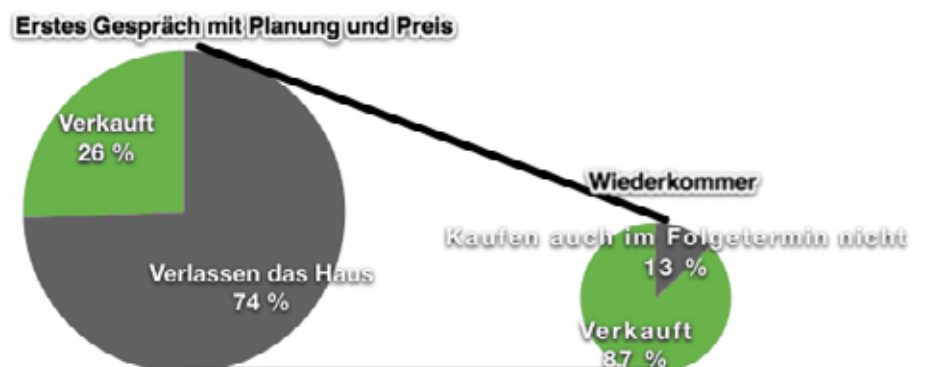 Erstes Gespräch mit Planung und Preis
Verkauft
26 %
Verlassen das Haus
74 %
Wiederkommer
Kaufen auch im Folgetermin nicht
13 %
Verkauft
87 %